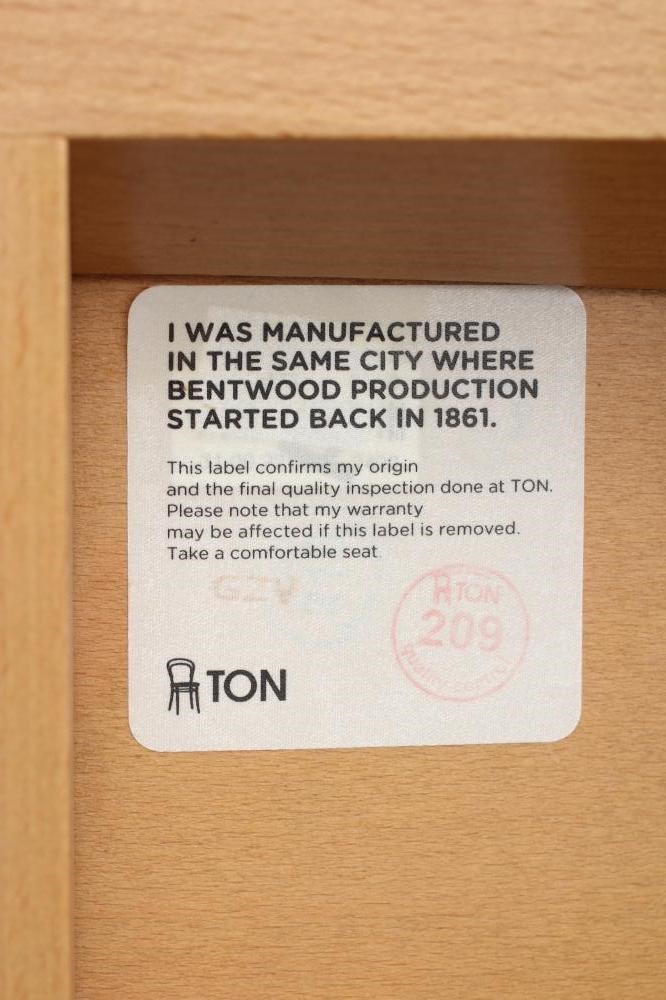 I WAS MANUFACTURED
IN THE SAME CITY WHERE
BENTWOOD PRODUCTION
STARTED BACK IN 1861.
This label confirms my origin
and the final quality inspection done at TON.
Please note that my warranty
may be affected if this label is removed.
Take a comfortable seat
TON
209
quality control
TON